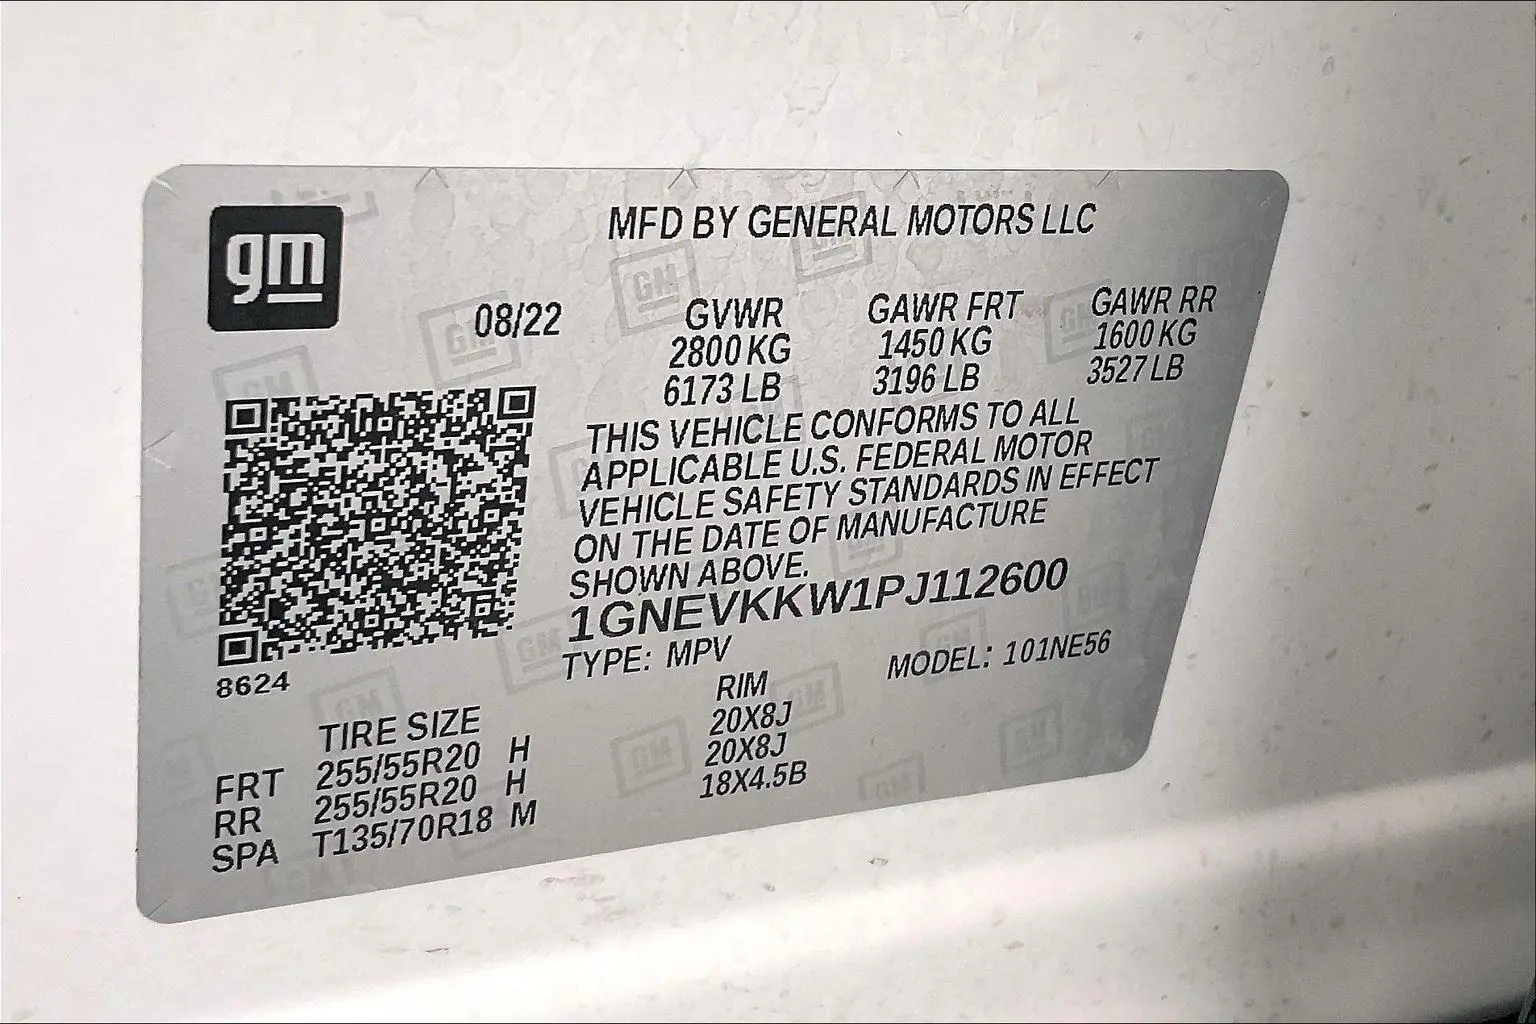 gm
MFD BY GENERAL MOTORS LLC
08/22
GVWR GAWR FRT GAWR RR
2800 KG 1450 KG 1600 KG
6173 LB 3196 LB 3527 LB
THIS VEHICLE CONFORMS TO ALL
APPLICABLE U.S. FEDERAL MOTOR
VEHICLE SAFETY STANDARDS IN EFFECT
ON THE DATE OF MANUFACTURE
SHOWN ABOVE.
1GNEVKKW1PJ112600
TYPE: MPV MODEL: 101NE56
8624
TIRE SIZE RIM
FRT 255/55R20 H 20X8J
RR 255/55R20 H 20X8J
SPA T135/70R18 M 18X4.5B